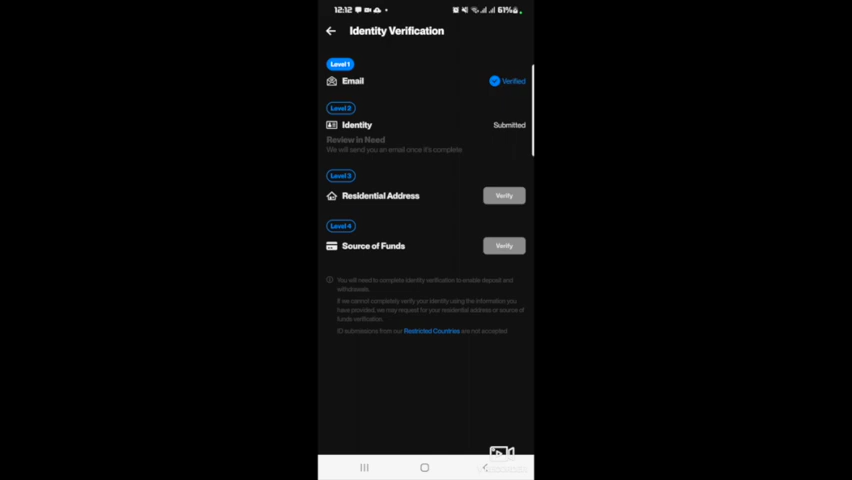 12:12 61%
Identity Verification
Level 1
Email Verified
Level 2
Identity Submitted
Review in Need
We will send you an email once it's complete
Level 3
Residential Address Verify
Level 4
Source of Funds Verify
You will need to complete identity verification to enable deposit and
withdrawals.
If we cannot completely verify your identity using the information you
have provided, we may request for your residential address or source of
funds verification.
ID submissions from our Restricted Countries are not accepted